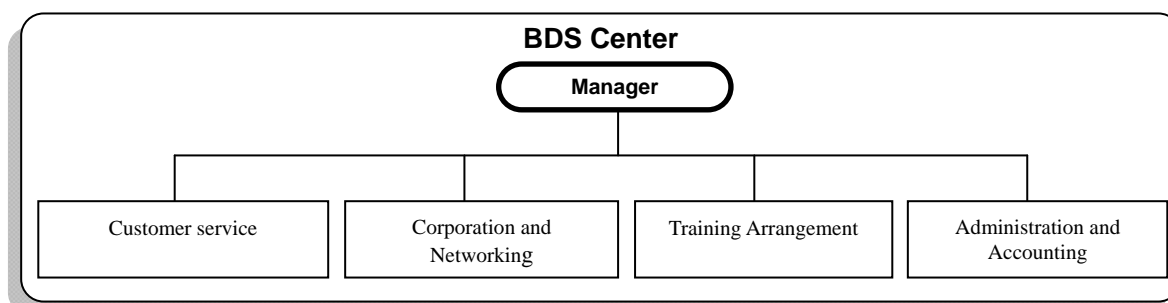 BDS Center
Manager
Customer service
Corporation and
Networking
Training Arrangement
Administration and
Accounting